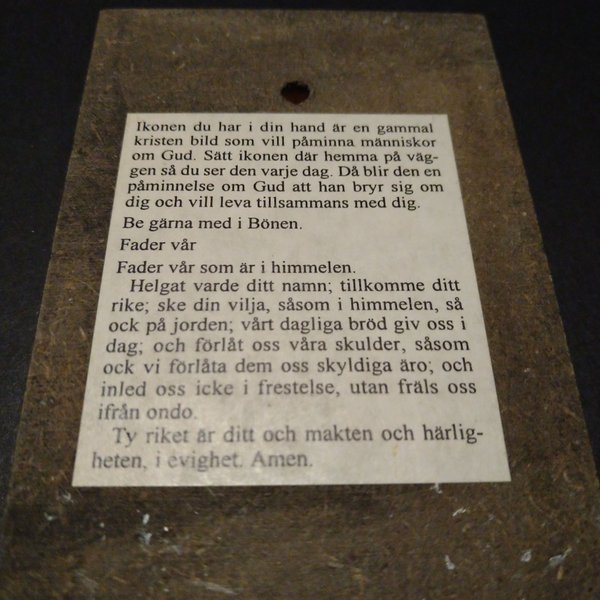 Ikonen du har i din hand är en gammal
kristen bild som vill påminna människor
om Gud. Sätt ikonen där hemma på väg-
gen så du ser den varje dag. Då blir den en
påminnelse om Gud att han bryr sig om
dig och vill leva tillsammans med dig.
Be gärna med i Bönen.
Fader vår
Fader vår som är i himmelen.
Helgat varde ditt namn; tillkomme ditt
rike; ske din vilja, såsom i himmelen, så
ock på jorden; vårt dagliga bröd giv oss i
dag; och förlåt oss våra skulder, såsom
ock vi förlåta dem oss skyldiga äro; och
inled oss icke i frestelse, utan fräls oss
ifrån ondo.
Ty riket är ditt och makten och härlig-
heten, i evighet. Amen.